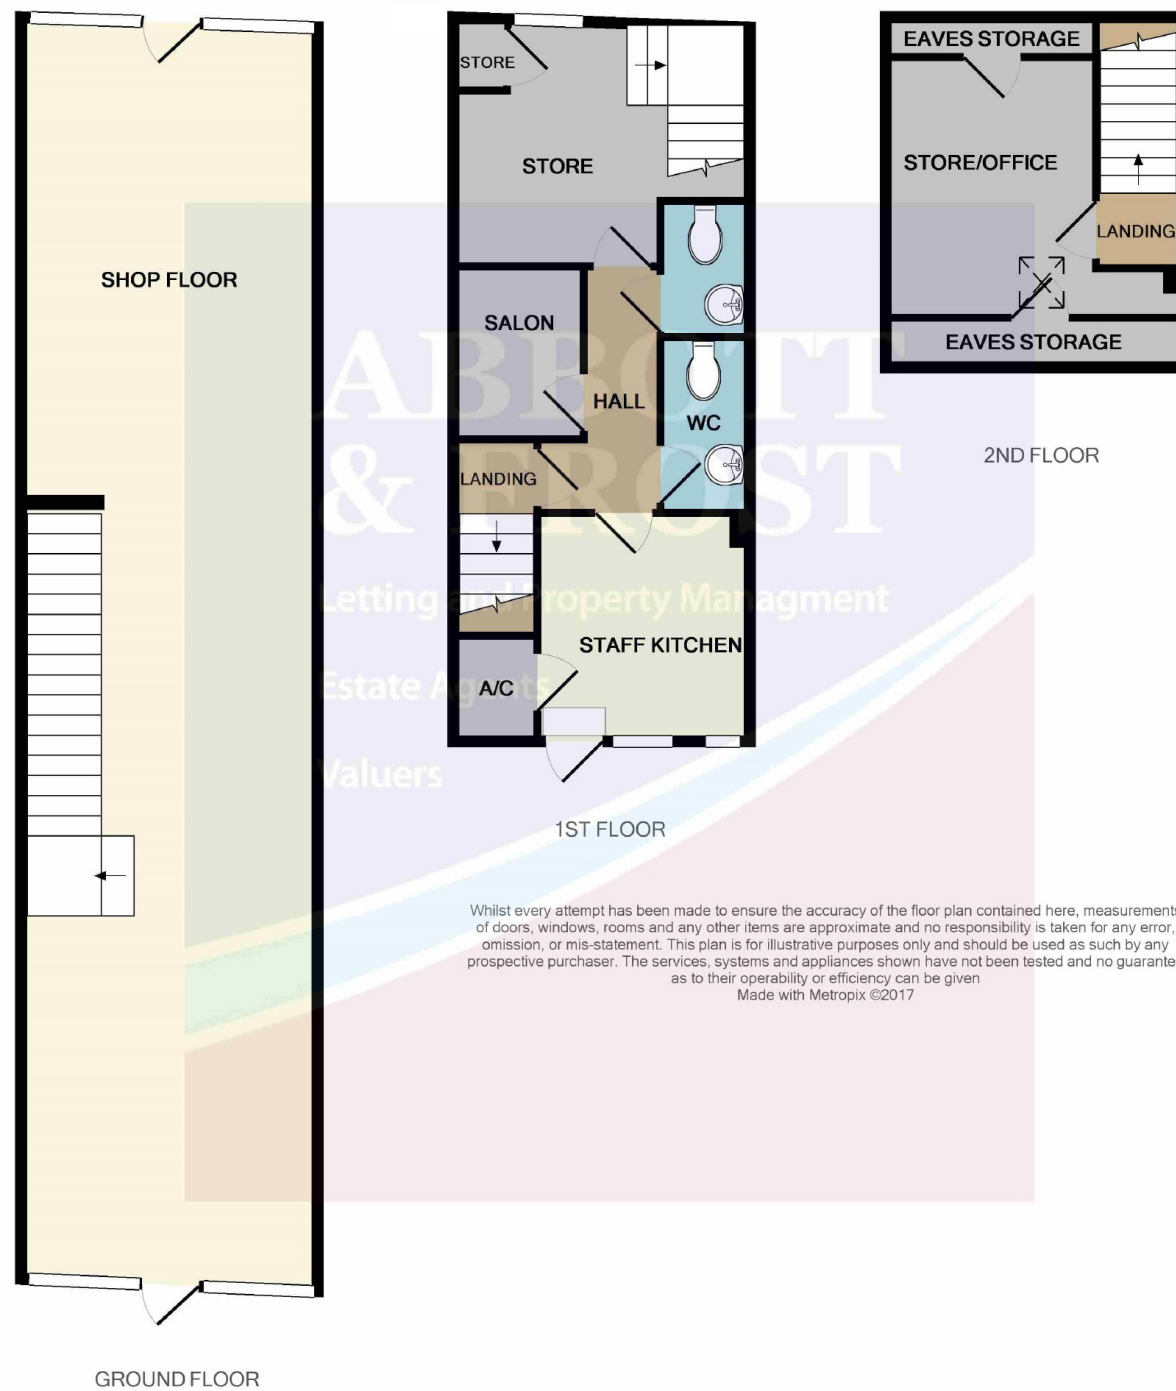 SHOP FLOOR
GROUND FLOOR
STORE
STORE
SALON
HALL
WC
LANDING
STAFF KITCHEN
A/C
1ST FLOOR
EAVES STORAGE
STORE/OFFICE
LANDING
EAVES STORAGE
2ND FLOOR
ABBOTT
& FROST
Letting and Property Managment
Estate Agents
Valuers
Whilst every attempt has been made to ensure the accuracy of the floor plan contained here, measurements
of doors, windows, rooms and any other items are approximate and no responsibility is taken for any error,
omission, or mis-statement. This plan is for illustrative purposes only and should be used as such by any
prospective purchaser. The services, systems and appliances shown have not been tested and no guarante
as to their operability or efficiency can be given
Made with Metropix ©2017